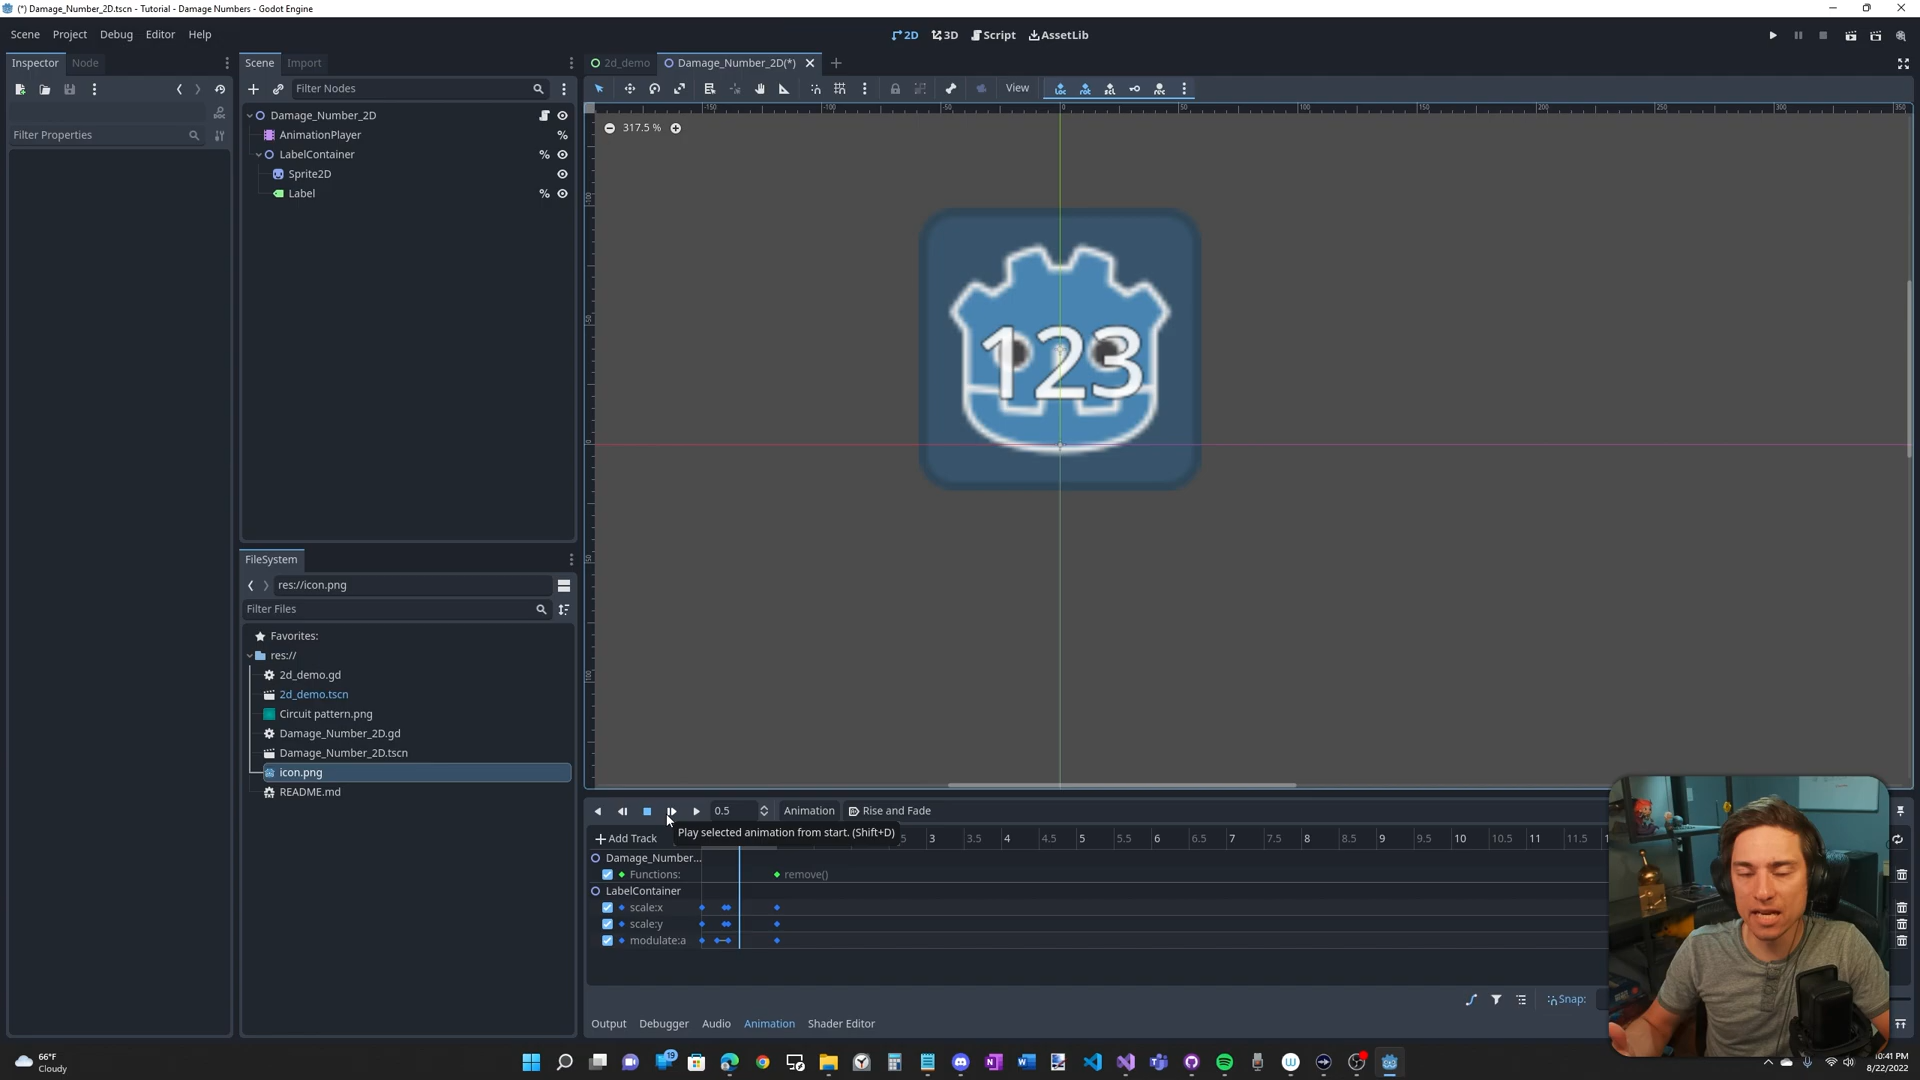 (*) Damage_Number_2D.tscn - Tutorial - Damage Numbers - Godot Engine
Scene Project Debug Editor Help
2D 3D Script AssetLib
Inspector Node
Scene Import
2d_demo Damage_Number_2D(*)
Filter Nodes
View
Filter Properties
Damage_Number_2D
AnimationPlayer
LabelContainer
Sprite2D
Label
317.5 %
123
FileSystem
res://icon.png
Filter Files
Favorites:
res://
2d_demo.gd
2d_demo.tscn
Circuit pattern.png
Damage_Number_2D.gd
Damage_Number_2D.tscn
icon.png
README.md
0.5 Animation Rise and Fade
Play selected animation from start. (Shift+D)
Add Track
3 3.5 4 4.5 5 5.5 6 6.5 7 7.5 8 8.5 9 9.5 10 10.5 11 11.5
Damage_Number...
Functions: remove()
LabelContainer
scale:x
scale:y
modulate:a
Snap:
Output Debugger Audio Animation Shader Editor
66°F
Cloudy
19
10:41 PM
8/22/2022